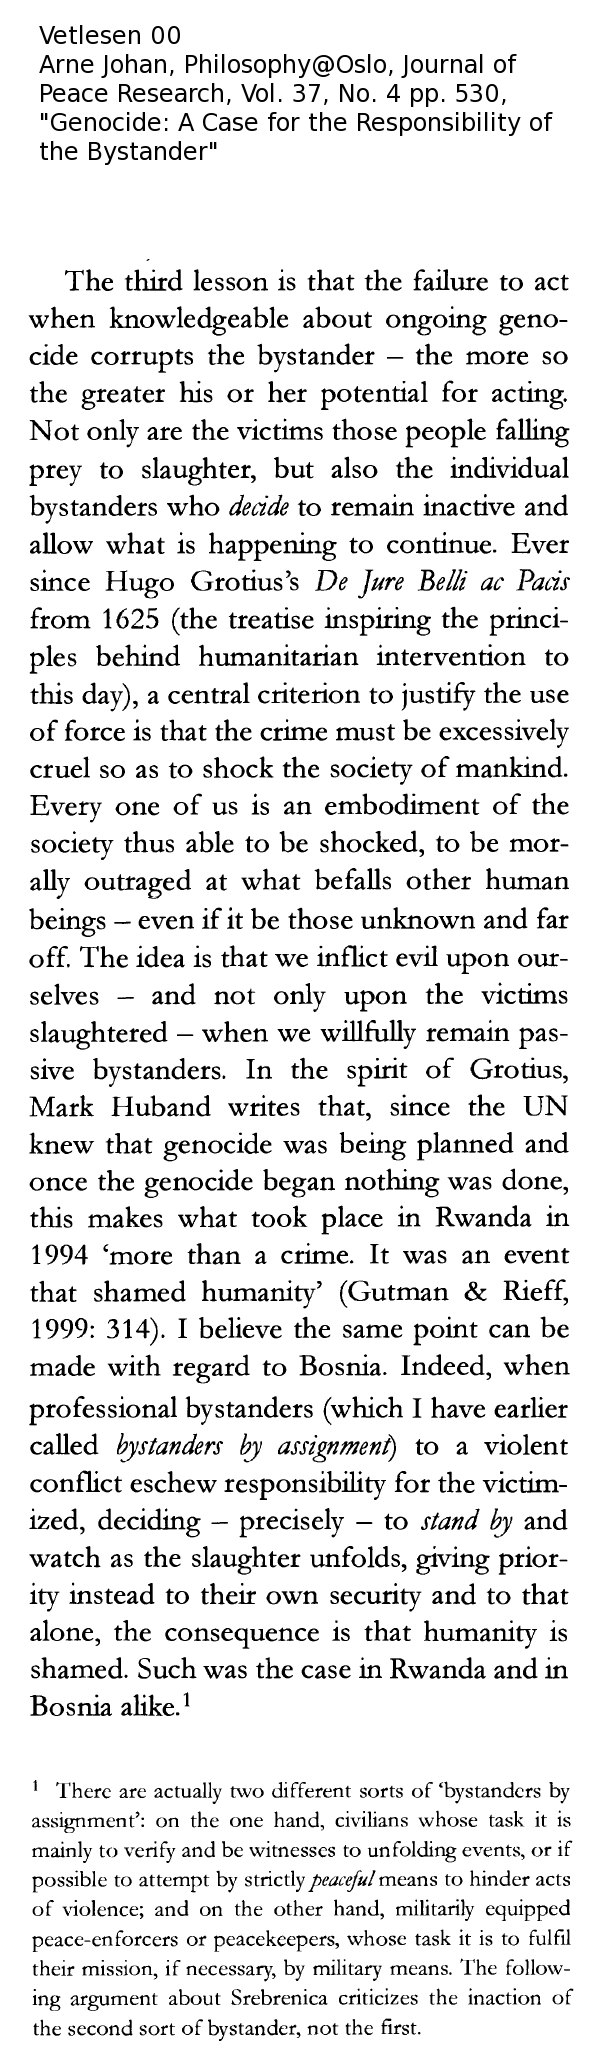 Vetlesen 00
Arne Johan, Philosophy@Oslo, Journal of
Peace Research, Vol. 37, No. 4 pp. 530,
"Genocide: A Case for the Responsibility of
the Bystander"
The third lesson is that the failure to act
when knowledgeable about ongoing geno-
cide corrupts the bystander – the more so
the greater his or her potential for acting.
Not only are the victims those people falling
prey to slaughter, but also the individual
bystanders who decide to remain inactive and
allow what is happening to continue. Ever
since Hugo Grotius's De Jure Belli ac Pacis
from 1625 (the treatise inspiring the princi-
ples behind humanitarian intervention to
this day), a central criterion to justify the use
of force is that the crime must be excessively
cruel so as to shock the society of mankind.
Every one of us is an embodiment of the
society thus able to be shocked, to be mor-
ally outraged at what befalls other human
beings – even if it be those unknown and far
off. The idea is that we inflict evil upon our-
selves – and not only upon the victims
slaughtered – when we willfully remain pas-
sive bystanders. In the spirit of Grotius,
Mark Huband writes that, since the UN
knew that genocide was being planned and
once the genocide began nothing was done,
this makes what took place in Rwanda in
1994 'more than a crime. It was an event
that shamed humanity' (Gutman & Rieff,
1999: 314). I believe the same point can be
made with regard to Bosnia. Indeed, when
professional bystanders (which I have earlier
called bystanders by assignment) to a violent
conflict eschew responsibility for the victim-
ized, deciding – precisely – to stand by and
watch as the slaughter unfolds, giving prior-
ity instead to their own security and to that
alone, the consequence is that humanity is
shamed. Such was the case in Rwanda and in
Bosnia alike.¹
¹ There are actually two different sorts of 'bystanders by
assignment': on the one hand, civilians whose task it is
mainly to verify and be witnesses to unfolding events, or if
possible to attempt by strictly peaceful means to hinder acts
of violence; and on the other hand, militarily equipped
peace-enforcers or peacekeepers, whose task it is to fulfil
their mission, if necessary, by military means. The follow-
ing argument about Srebrenica criticizes the inaction of
the second sort of bystander, not the first.